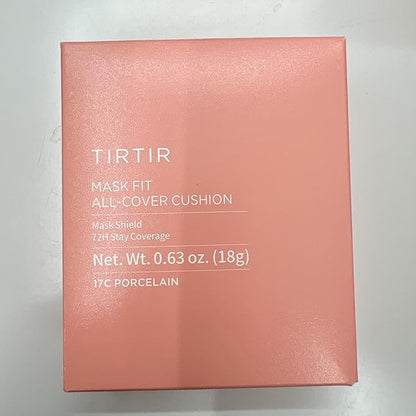 TIRTIR
MASK FIT
ALL-COVER CUSHION
Mask Shield
72H Stay Coverage
Net. Wt. 0.63 oz. (18g)
17C PORCELAIN